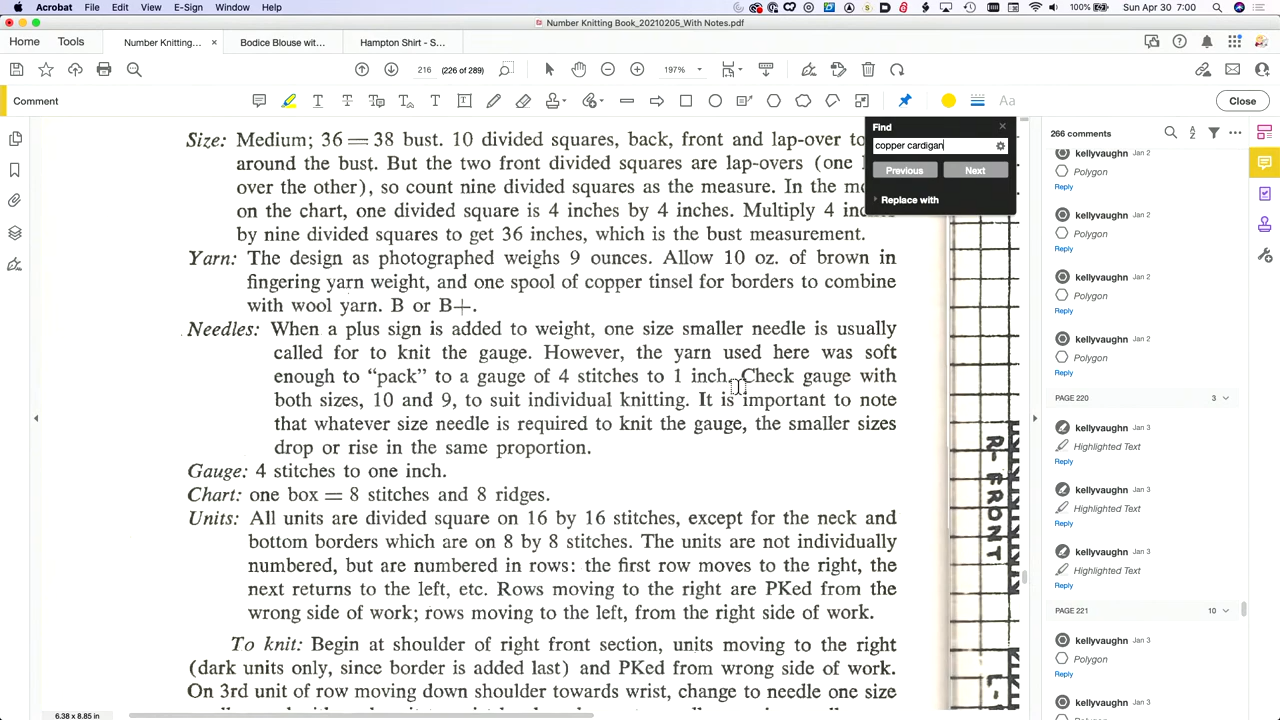 Acrobat File Edit View E-Sign Window Help 100% Sun Apr 30 7:00
Number Knitting Book_20210205_With Notes.pdf
Home Tools Number Knitting... × Bodice Blouse wit... Hampton Shirt - S...
216 (226 of 289) 197%
Comment Close
Find ×
copper cardigan
Previous Next
Replace with
Size: Medium; 36 = 38 bust. 10 divided squares, back, front and lap-over to
around the bust. But the two front divided squares are lap-overs (one
over the other), so count nine divided squares as the measure. In the
on the chart, one divided square is 4 inches by 4 inches. Multiply 4
by nine divided squares to get 36 inches, which is the bust measurement.
Yarn: The design as photographed weighs 9 ounces. Allow 10 oz. of brown in
fingering yarn weight, and one spool of copper tinsel for borders to combine
with wool yarn. B or B+.
Needles: When a plus sign is added to weight, one size smaller needle is usually
called for to knit the gauge. However, the yarn used here was soft
enough to “pack” to a gauge of 4 stitches to 1 inch. Check gauge with
both sizes, 10 and 9, to suit individual knitting. It is important to note
that whatever size needle is required to knit the gauge, the smaller sizes
drop or rise in the same proportion.
Gauge: 4 stitches to one inch.
Chart: one box = 8 stitches and 8 ridges.
Units: All units are divided square on 16 by 16 stitches, except for the neck and
bottom borders which are on 8 by 8 stitches. The units are not individually
numbered, but are numbered in rows: the first row moves to the right, the
next returns to the left, etc. Rows moving to the right are PKed from the
wrong side of work; rows moving to the left, from the right side of work.
To knit: Begin at shoulder of right front section, units moving to the right
(dark units only, since border is added last) and PKed from wrong side of work.
On 3rd unit of row moving down shoulder towards wrist, change to needle one size
R- FRONT
L-
6.38 x 8.85 in
266 comments
kellyvaughn Jan 2
Polygon
Reply
kellyvaughn Jan 2
Polygon
Reply
kellyvaughn Jan 2
Polygon
Reply
kellyvaughn Jan 2
Polygon
Reply
PAGE 220 3
kellyvaughn Jan 3
Highlighted Text
Reply
kellyvaughn Jan 3
Highlighted Text
Reply
kellyvaughn Jan 3
Highlighted Text
Reply
PAGE 221 10
kellyvaughn Jan 3
Polygon
Reply
kellyvaughn Jan 3